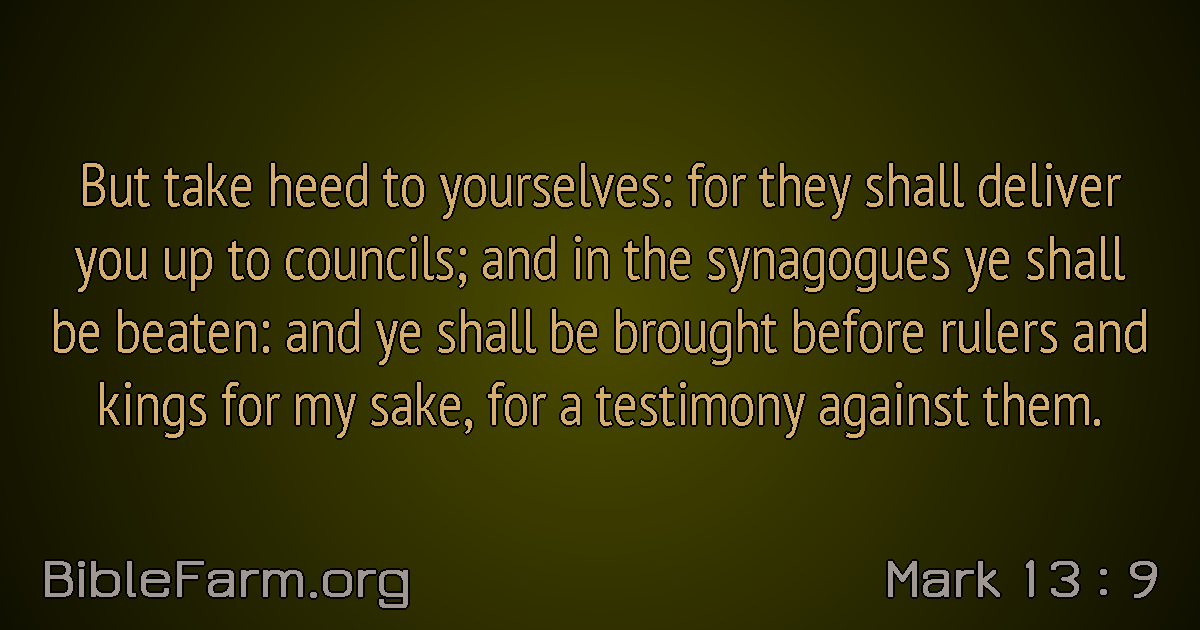 But take heed to yourselves: for they shall deliver
you up to councils; and in the synagogues ye shall
be beaten: and ye shall be brought before rulers and
kings for my sake, for a testimony against them.
BibleFarm.org
Mark 13 : 9